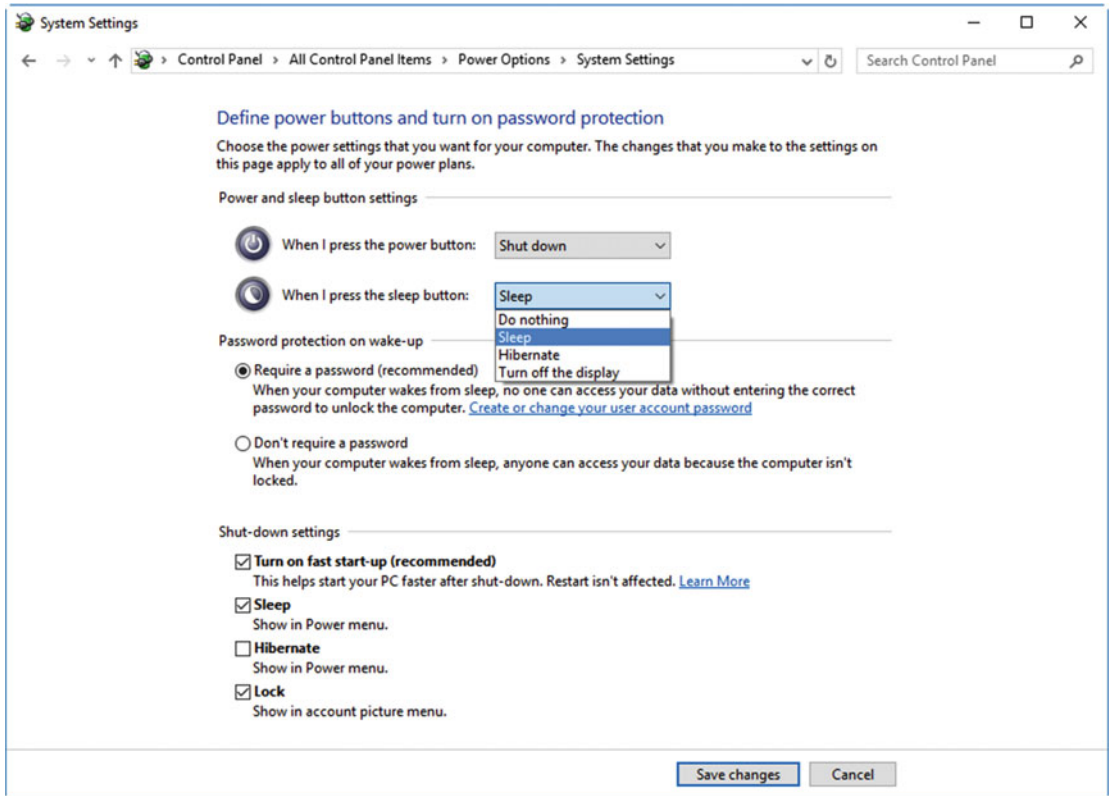 System Settings
Control Panel > All Control Panel Items > Power Options > System Settings
Search Control Panel
Define power buttons and turn on password protection
Choose the power settings that you want for your computer. The changes that you make to the settings on
this page apply to all of your power plans.
Power and sleep button settings
When I press the power button: Shut down
When I press the sleep button: Sleep
Do nothing
Sleep
Hibernate
Turn off the display
Password protection on wake-up
Require a password (recommended)
When your computer wakes from sleep, no one can access your data without entering the correct
password to unlock the computer. Create or change your user account password
Don't require a password
When your computer wakes from sleep, anyone can access your data because the computer isn't
locked.
Shut-down settings
Turn on fast start-up (recommended)
This helps start your PC faster after shut-down. Restart isn't affected. Learn More
Sleep
Show in Power menu.
Hibernate
Show in Power menu.
Lock
Show in account picture menu.
Save changes
Cancel